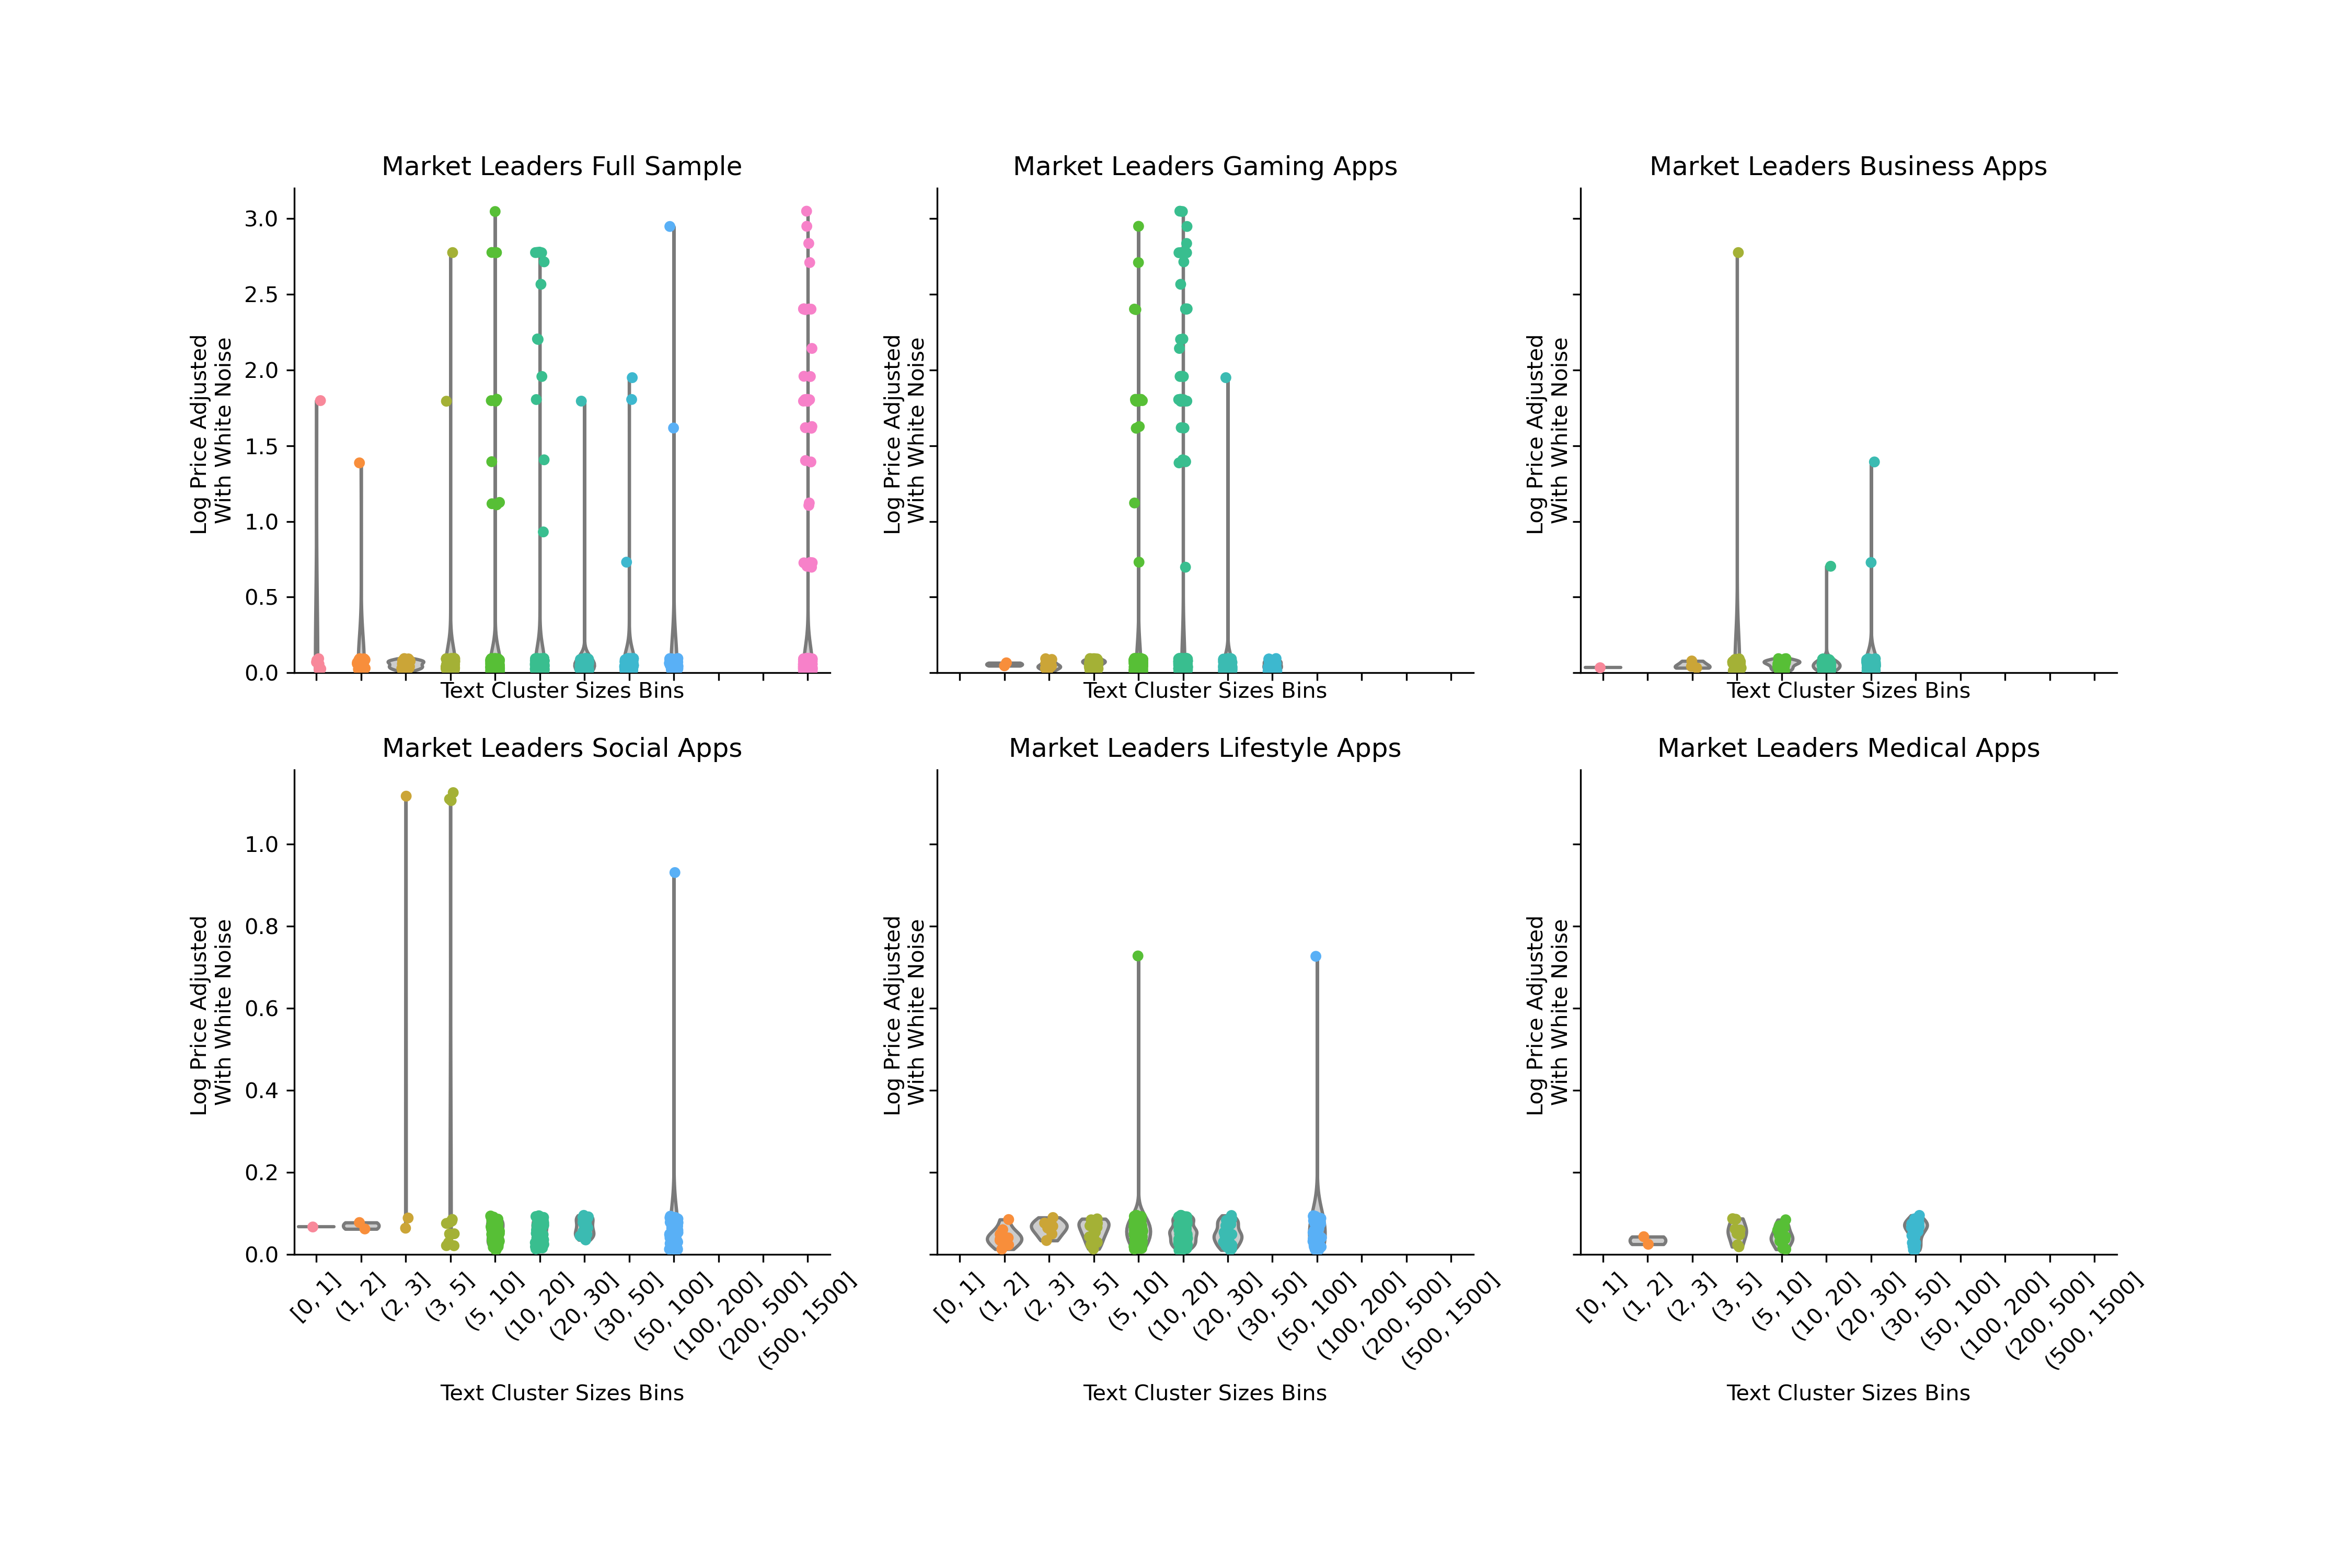 Market Leaders Full Sample
Market Leaders Gaming Apps
Market Leaders Business Apps
3.0
2.5
2.0
1.5
1.0
0.5
0.0
Log Price Adjusted
With White Noise
Log Price Adjusted
With White Noise
Log Price Adjusted
With White Noise
Text Cluster Sizes Bins
Text Cluster Sizes Bins
Text Cluster Sizes Bins
Market Leaders Social Apps
Market Leaders Lifestyle Apps
Market Leaders Medical Apps
1.0
0.8
0.6
0.4
0.2
0.0
Log Price Adjusted
With White Noise
Log Price Adjusted
With White Noise
Log Price Adjusted
With White Noise
[0, 1]
(1, 2]
(2, 3]
(3, 5]
(5, 10]
(10, 20]
(20, 30]
(30, 50]
(50, 100]
(100, 200]
(200, 500]
(500, 1500]
[0, 1]
(1, 2]
(2, 3]
(3, 5]
(5, 10]
(10, 20]
(20, 30]
(30, 50]
(50, 100]
(100, 200]
(200, 500]
(500, 1500]
[0, 1]
(1, 2]
(2, 3]
(3, 5]
(5, 10]
(10, 20]
(20, 30]
(30, 50]
(50, 100]
(100, 200]
(200, 500]
(500, 1500]
Text Cluster Sizes Bins
Text Cluster Sizes Bins
Text Cluster Sizes Bins